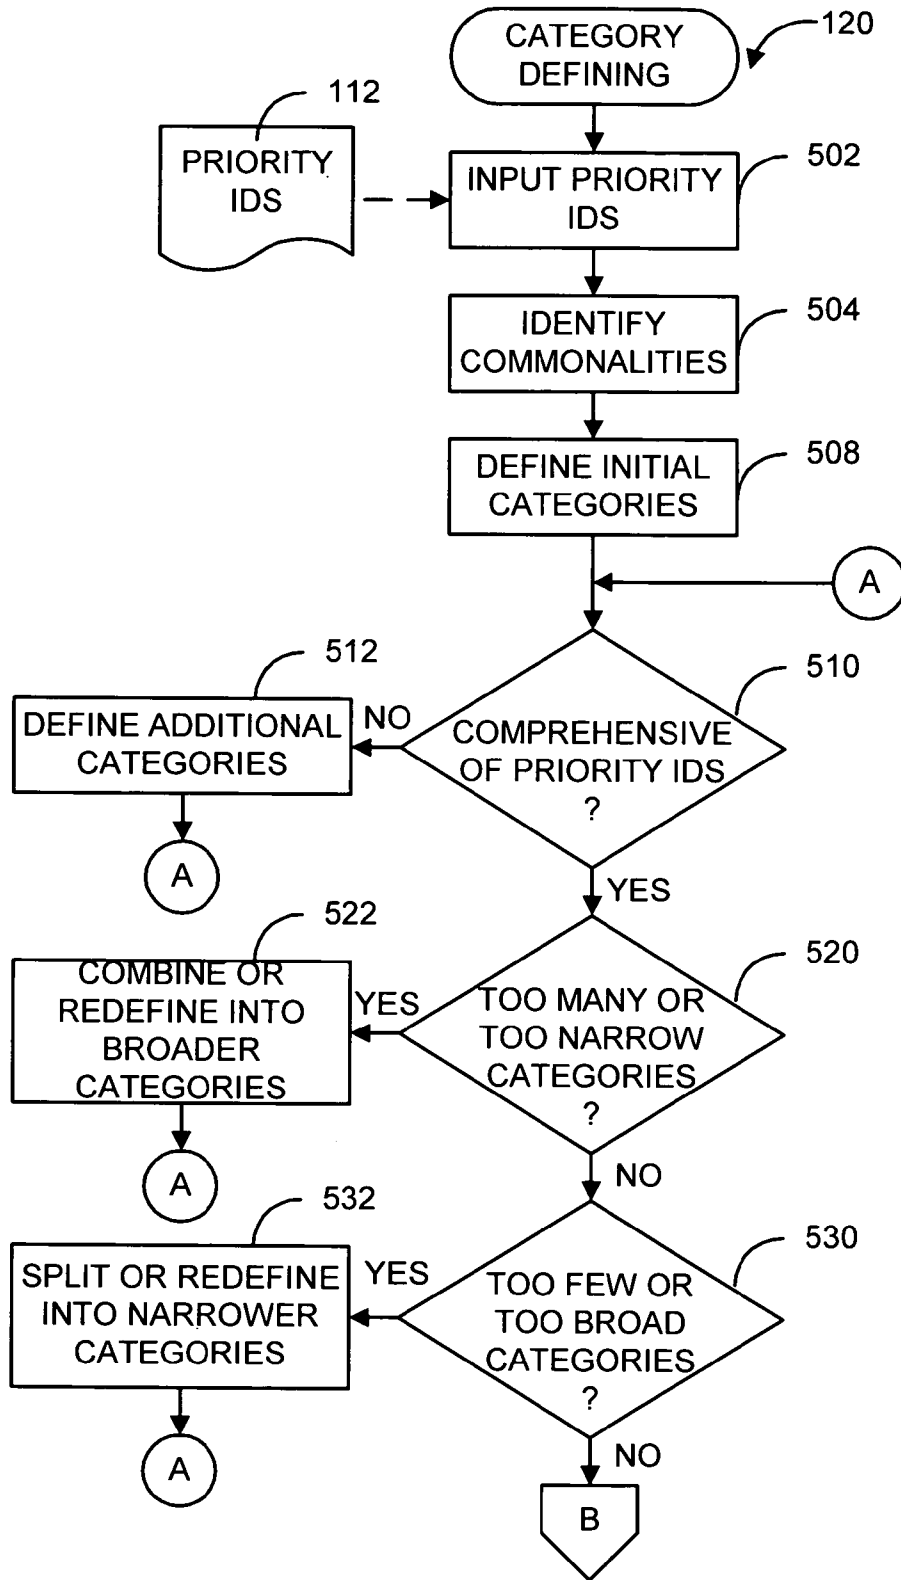 CATEGORY
DEFINING
120
112
PRIORITY
IDS
INPUT PRIORITY
IDS
502
IDENTIFY
COMMONALITIES
504
DEFINE INITIAL
CATEGORIES
508
A
512
DEFINE ADDITIONAL
CATEGORIES
NO
COMPREHENSIVE
OF PRIORITY IDS
?
510
A
YES
522
COMBINE OR
REDEFINE INTO
BROADER
CATEGORIES
YES
TOO MANY OR
TOO NARROW
CATEGORIES
?
520
A
NO
532
SPLIT OR REDEFINE
INTO NARROWER
CATEGORIES
YES
TOO FEW OR
TOO BROAD
CATEGORIES
?
530
A
NO
B